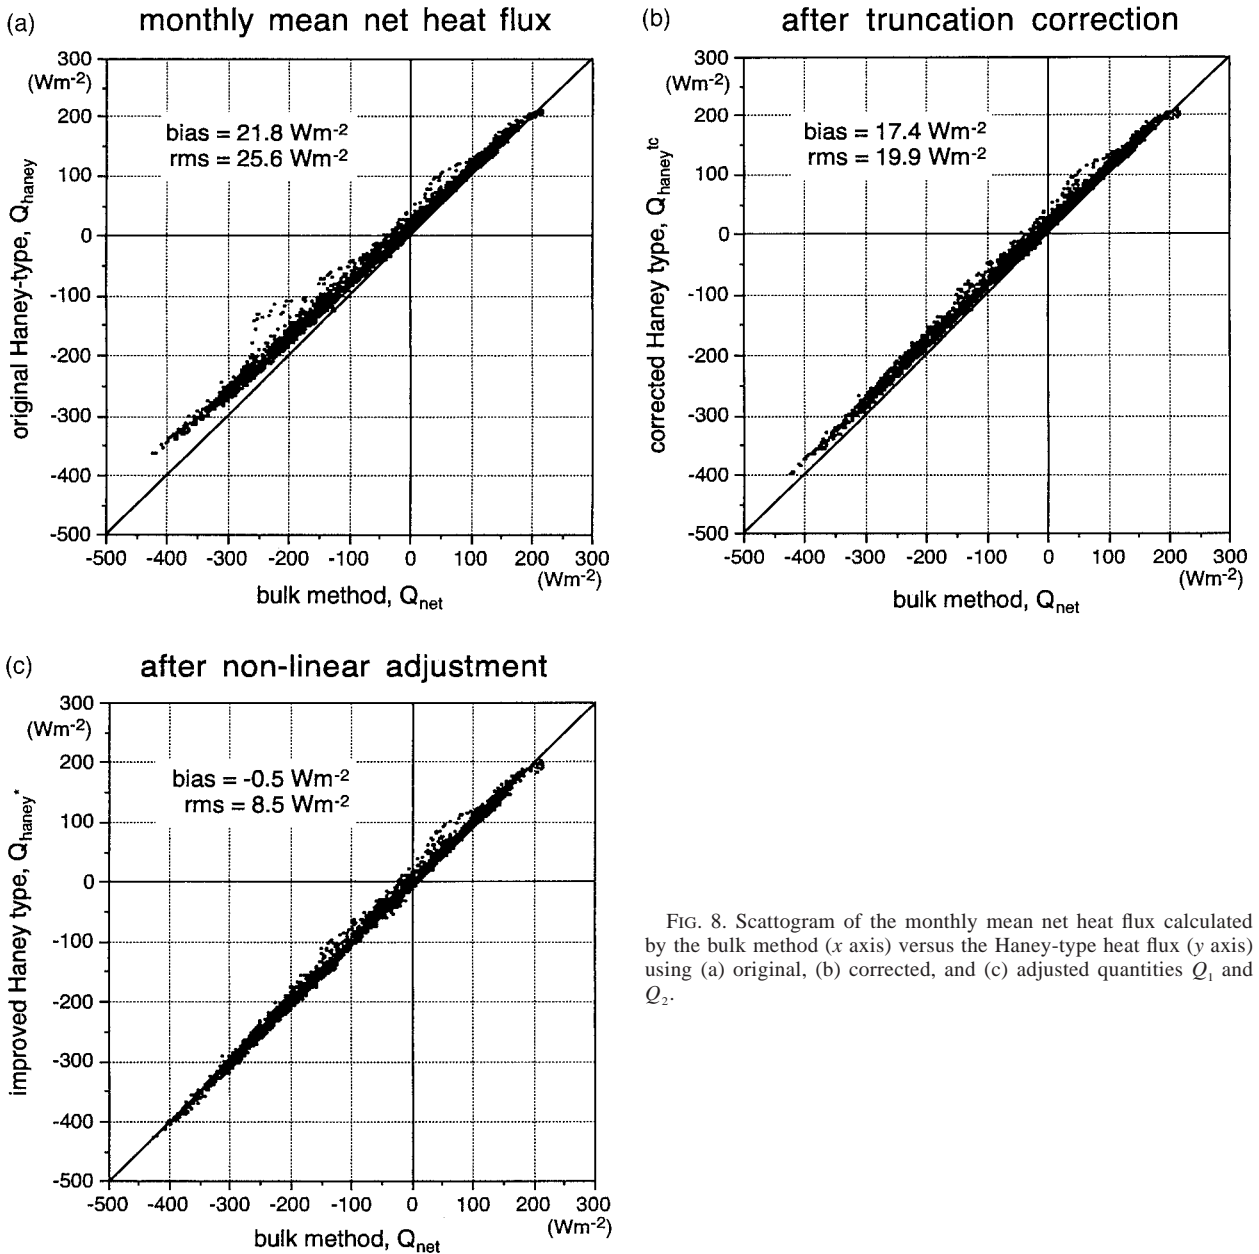 (a) monthly mean net heat flux
300
(Wm-2)
200
100
0
-100
-200
-300
-400
-500
bias = 21.8 Wm-2
rms = 25.6 Wm-2
original Haney-type, Qhaney
-500 -400 -300 -200 -100 0 100 200 300
(Wm-2)
bulk method, Qnet
(b) after truncation correction
300
(Wm-2)
200
100
0
-100
-200
-300
-400
-500
bias = 17.4 Wm-2
rms = 19.9 Wm-2
corrected Haney type, Qhaneytc
-500 -400 -300 -200 -100 0 100 200 300
(Wm-2)
bulk method, Qnet
(c) after non-linear adjustment
300
(Wm-2)
200
100
0
-100
-200
-300
-400
-500
bias = -0.5 Wm-2
rms = 8.5 Wm-2
improved Haney type, Qhaney*
-500 -400 -300 -200 -100 0 100 200 300
(Wm-2)
bulk method, Qnet
FIG. 8. Scattogram of the monthly mean net heat flux calculated
by the bulk method (x axis) versus the Haney-type heat flux (y axis)
using (a) original, (b) corrected, and (c) adjusted quantities Q1 and
Q2.